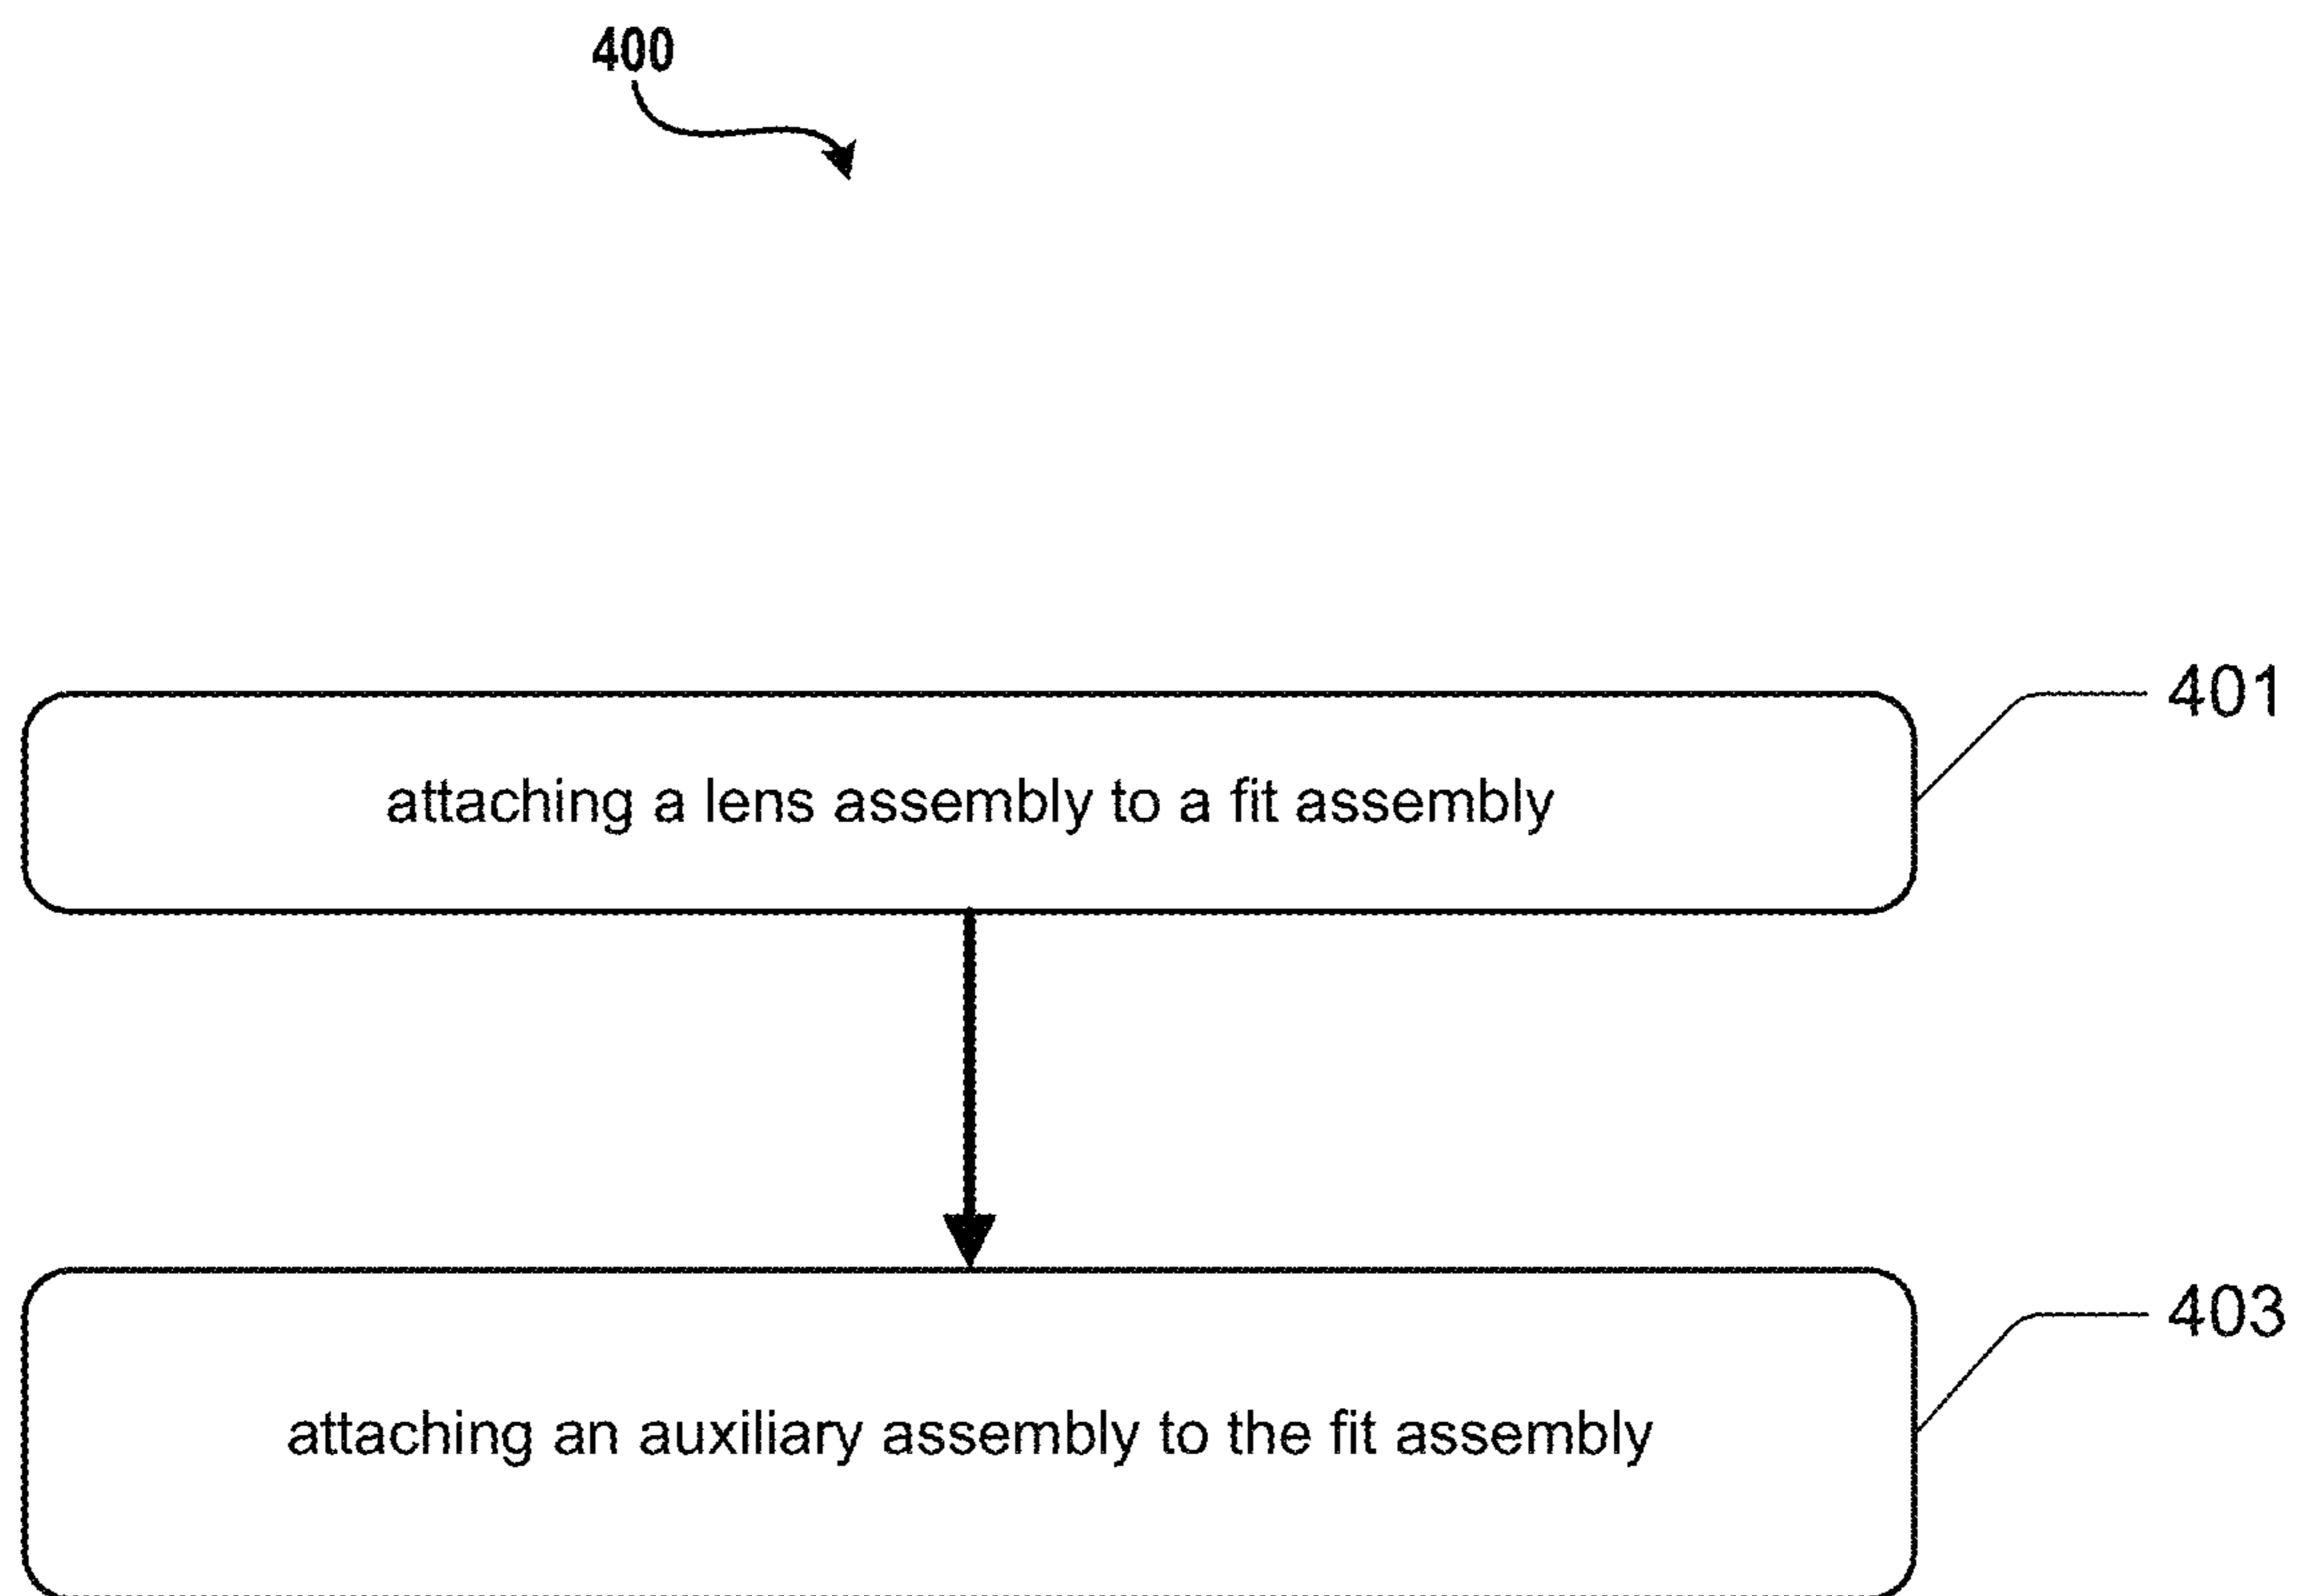 400
401
attaching a lens assembly to a fit assembly
403
attaching an auxiliary assembly to the fit assembly